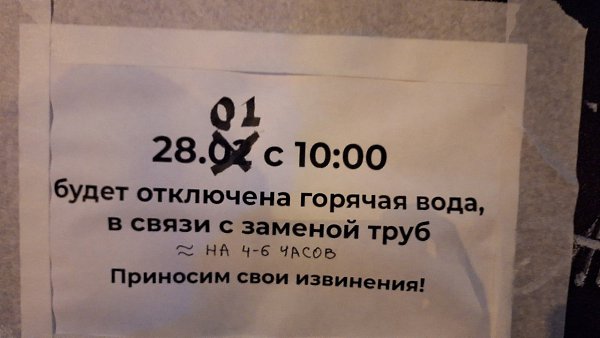 01
28.02 с 10:00
будет отключена горячая вода,
в связи с заменой труб
≈ НА 4-6 ЧАСОВ
Приносим свои извинения!